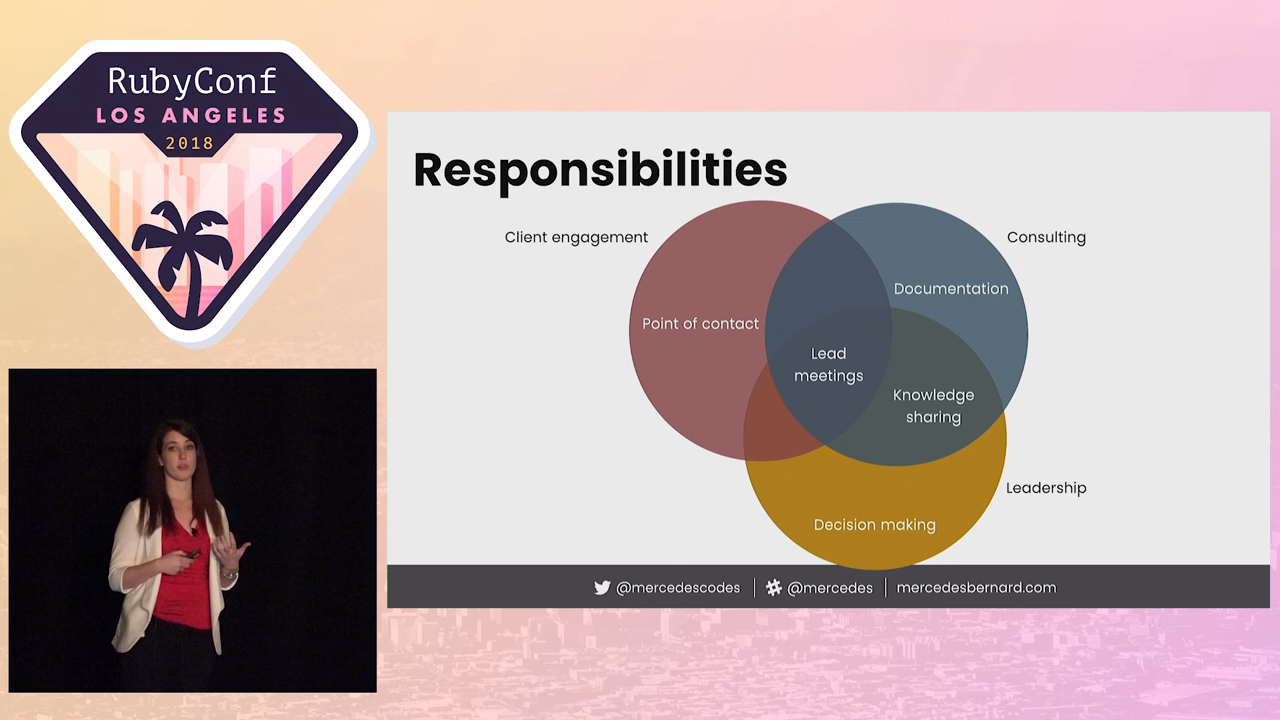 RubyConf
LOS ANGELES
2018
Responsibilities
Client engagement
Consulting
Documentation
Point of contact
Lead
meetings
Knowledge
sharing
Leadership
Decision making
@mercedescodes
@mercedes
mercedesbernard.com